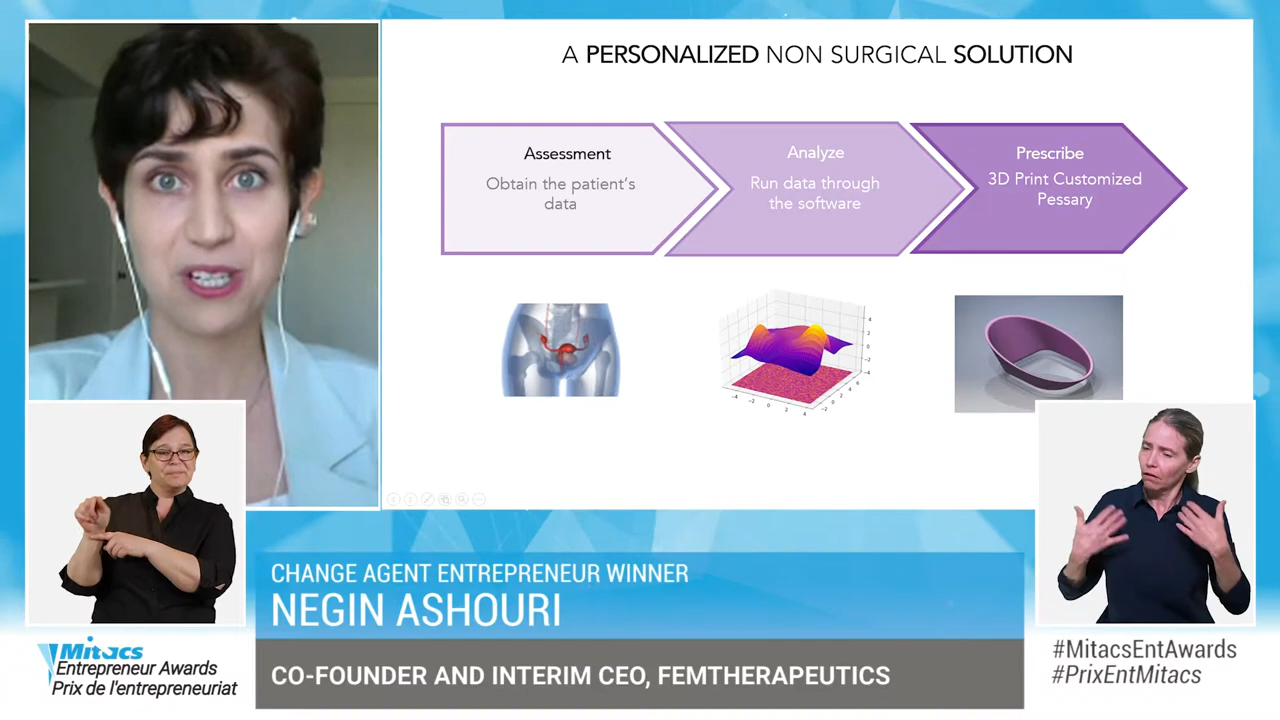 A PERSONALIZED NON SURGICAL SOLUTION
Assessment
Obtain the patient's
data
Analyze
Run data through
the software
Prescribe
3D Print Customized
Pessary
CHANGE AGENT ENTREPRENEUR WINNER
NEGIN ASHOURI
CO-FOUNDER AND INTERIM CEO, FEMTHERAPEUTICS
Mitacs
Entrepreneur Awards
Prix de l'entrepreneuriat
#MitacsEntAwards
#PrixEntMitacs